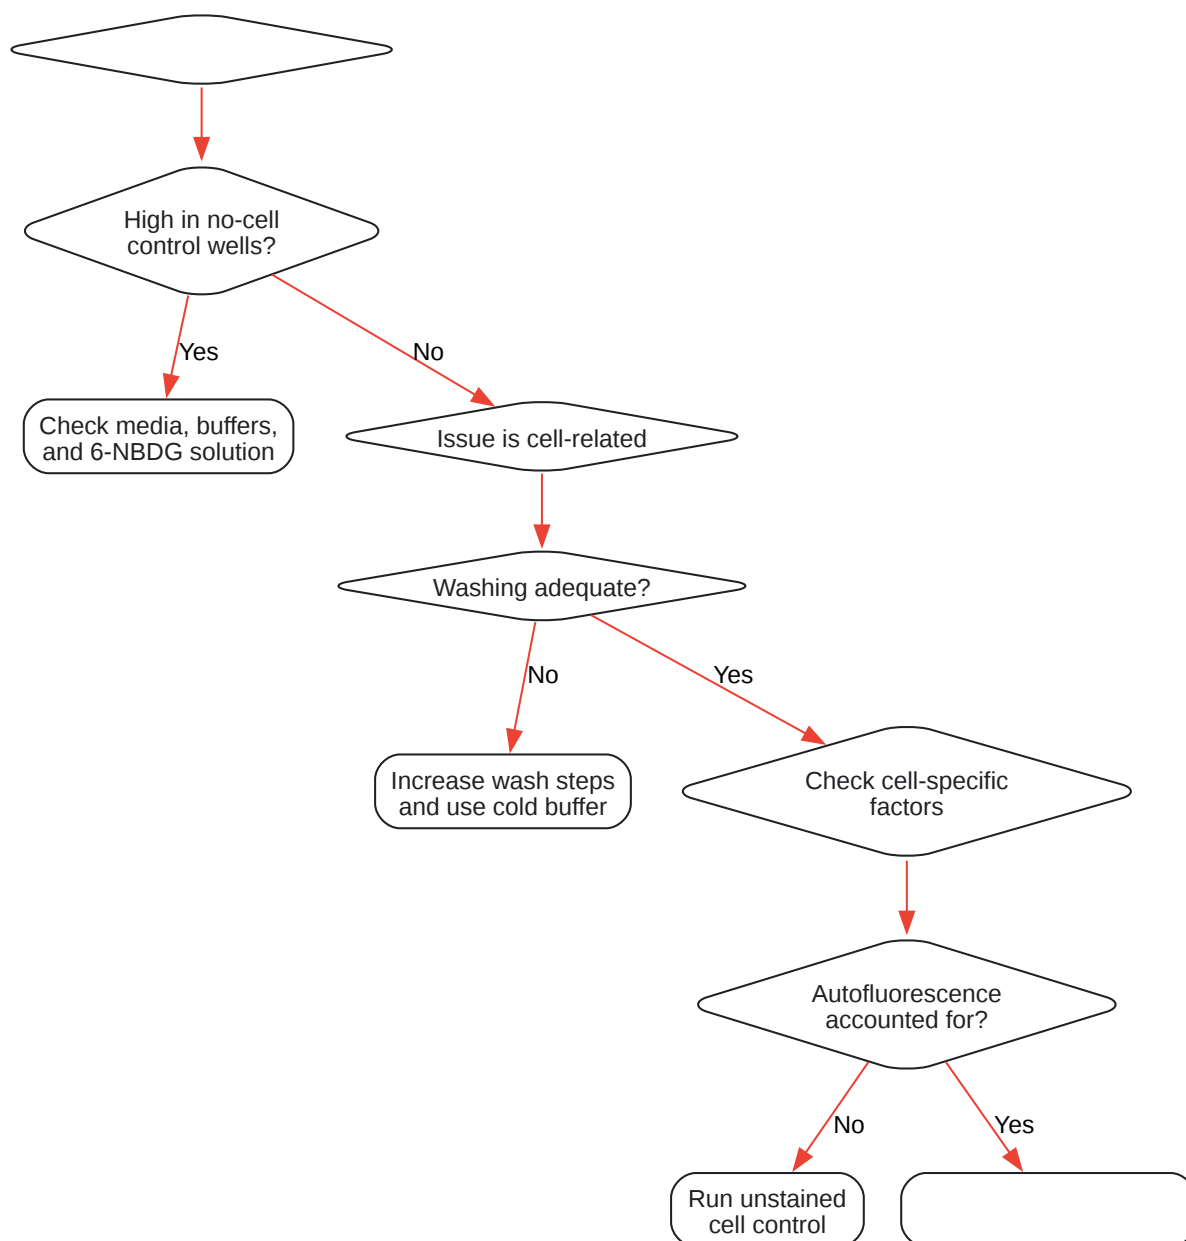 High in no-cell
control wells?
Yes
No
Check media, buffers,
and 6-NBDG solution
Issue is cell-related
Washing adequate?
No
Yes
Increase wash steps
and use cold buffer
Check cell-specific
factors
Autofluorescence
accounted for?
No
Yes
Run unstained
cell control